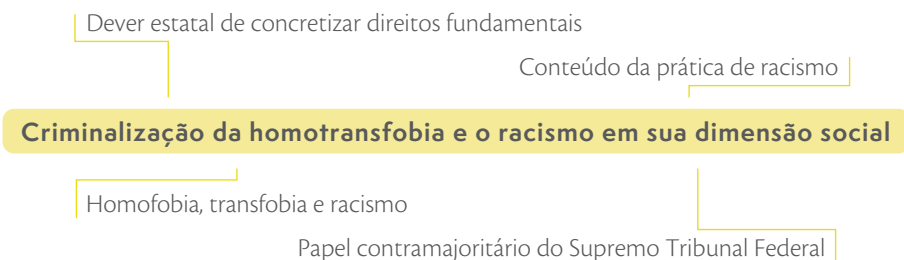 Dever estatal de concretizar direitos fundamentais
Conteúdo da prática de racismo
Criminalização da homotransfobia e o racismo em sua dimensão social
Homofobia, transfobia e racismo
Papel contramajoritário do Supremo Tribunal Federal